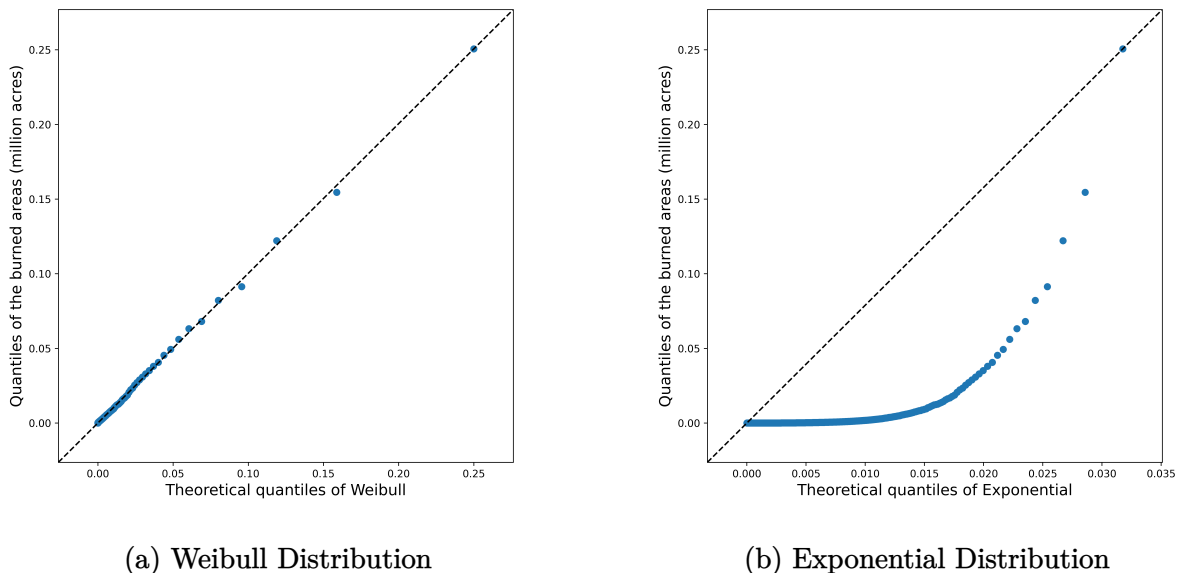 Quantiles of the burned areas (million acres)
0.25
0.20
0.15
0.10
0.05
0.00
0.00 0.05 0.10 0.15 0.20 0.25
Theoretical quantiles of Weibull
(a) Weibull Distribution
Quantiles of the burned areas (million acres)
0.25
0.20
0.15
0.10
0.05
0.00
0.000 0.005 0.010 0.015 0.020 0.025 0.030 0.035
Theoretical quantiles of Exponential
(b) Exponential Distribution